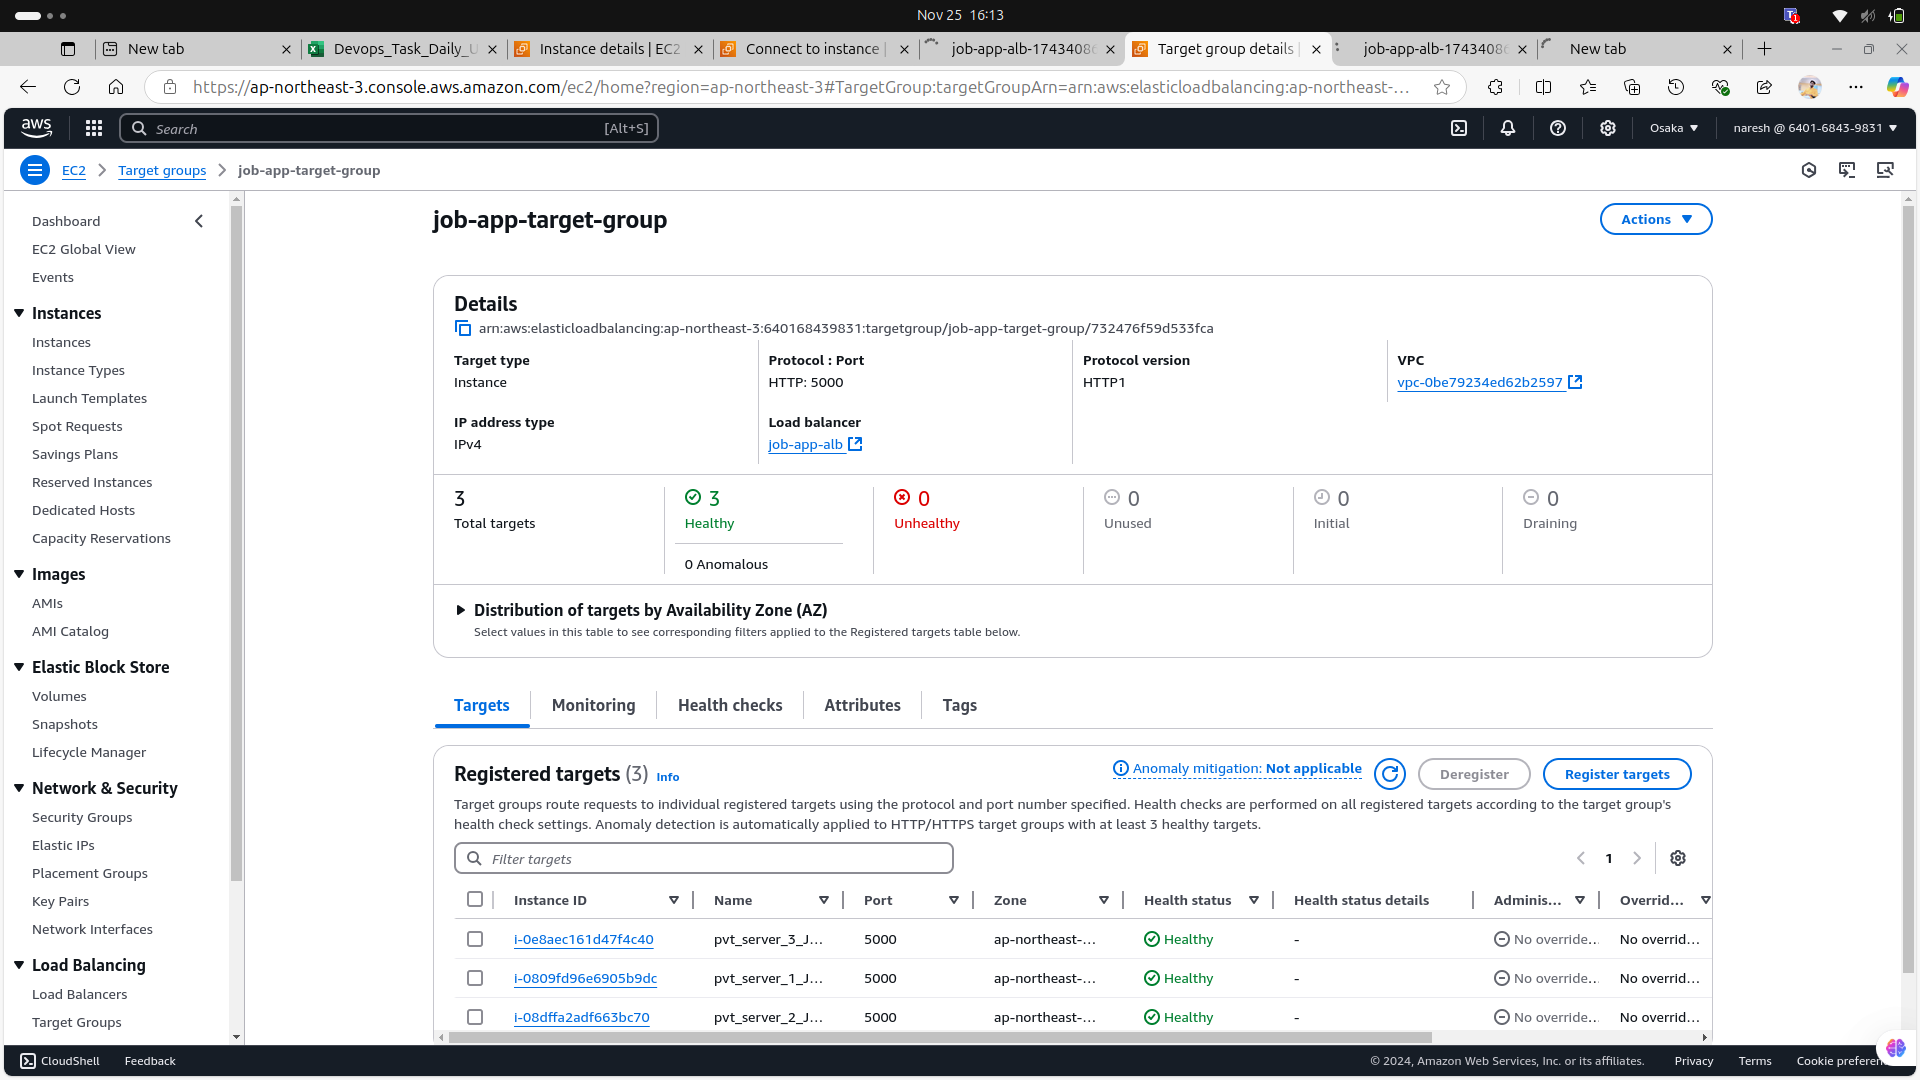 Nov 25 16:13
New tab
Devops_Task_Daily_U
Instance details | EC2
Connect to instance |
job-app-alb-17434086
Target group details |
job-app-alb-17434086
New tab
https://ap-northeast-3.console.aws.amazon.com/ec2/home?region=ap-northeast-3#TargetGroup:targetGroupArn=arn:aws:elasticloadbalancing:ap-northeast-...
aws
Search
[Alt+S]
Osaka
naresh @ 6401-6843-9831
EC2
Target groups
job-app-target-group
Dashboard
EC2 Global View
Events
Instances
Instances
Instance Types
Launch Templates
Spot Requests
Savings Plans
Reserved Instances
Dedicated Hosts
Capacity Reservations
Images
AMIs
AMI Catalog
Elastic Block Store
Volumes
Snapshots
Lifecycle Manager
Network & Security
Security Groups
Elastic IPs
Placement Groups
Key Pairs
Network Interfaces
Load Balancing
Load Balancers
Target Groups
job-app-target-group
Actions
Details
arn:aws:elasticloadbalancing:ap-northeast-3:640168439831:targetgroup/job-app-target-group/732476f59d533fca
Target type
Instance
Protocol : Port
HTTP: 5000
Protocol version
HTTP1
VPC
vpc-0be79234ed62b2597
IP address type
IPv4
Load balancer
job-app-alb
3
Total targets
3
Healthy
0 Anomalous
0
Unhealthy
0
Unused
0
Initial
0
Draining
Distribution of targets by Availability Zone (AZ)
Select values in this table to see corresponding filters applied to the Registered targets table below.
Targets
Monitoring
Health checks
Attributes
Tags
Registered targets (3) Info
Anomaly mitigation: Not applicable
Deregister
Register targets
Target groups route requests to individual registered targets using the protocol and port number specified. Health checks are performed on all registered targets according to the target group's
health check settings. Anomaly detection is automatically applied to HTTP/HTTPS target groups with at least 3 healthy targets.
Filter targets
1
Instance ID Name Port Zone Health status Health status details Adminis... Overrid...
i-0e8aec161d47f4c40 pvt_server_3_J... 5000 ap-northeast-... Healthy - No override.. No overrid...
i-0809fd96e6905b9dc pvt_server_1_J... 5000 ap-northeast-... Healthy - No override.. No overrid...
i-08dffa2adf663bc70 pvt_server_2_J... 5000 ap-northeast-... Healthy - No override.. No overrid...
CloudShell
Feedback
© 2024, Amazon Web Services, Inc. or its affiliates.
Privacy
Terms
Cookie preferen